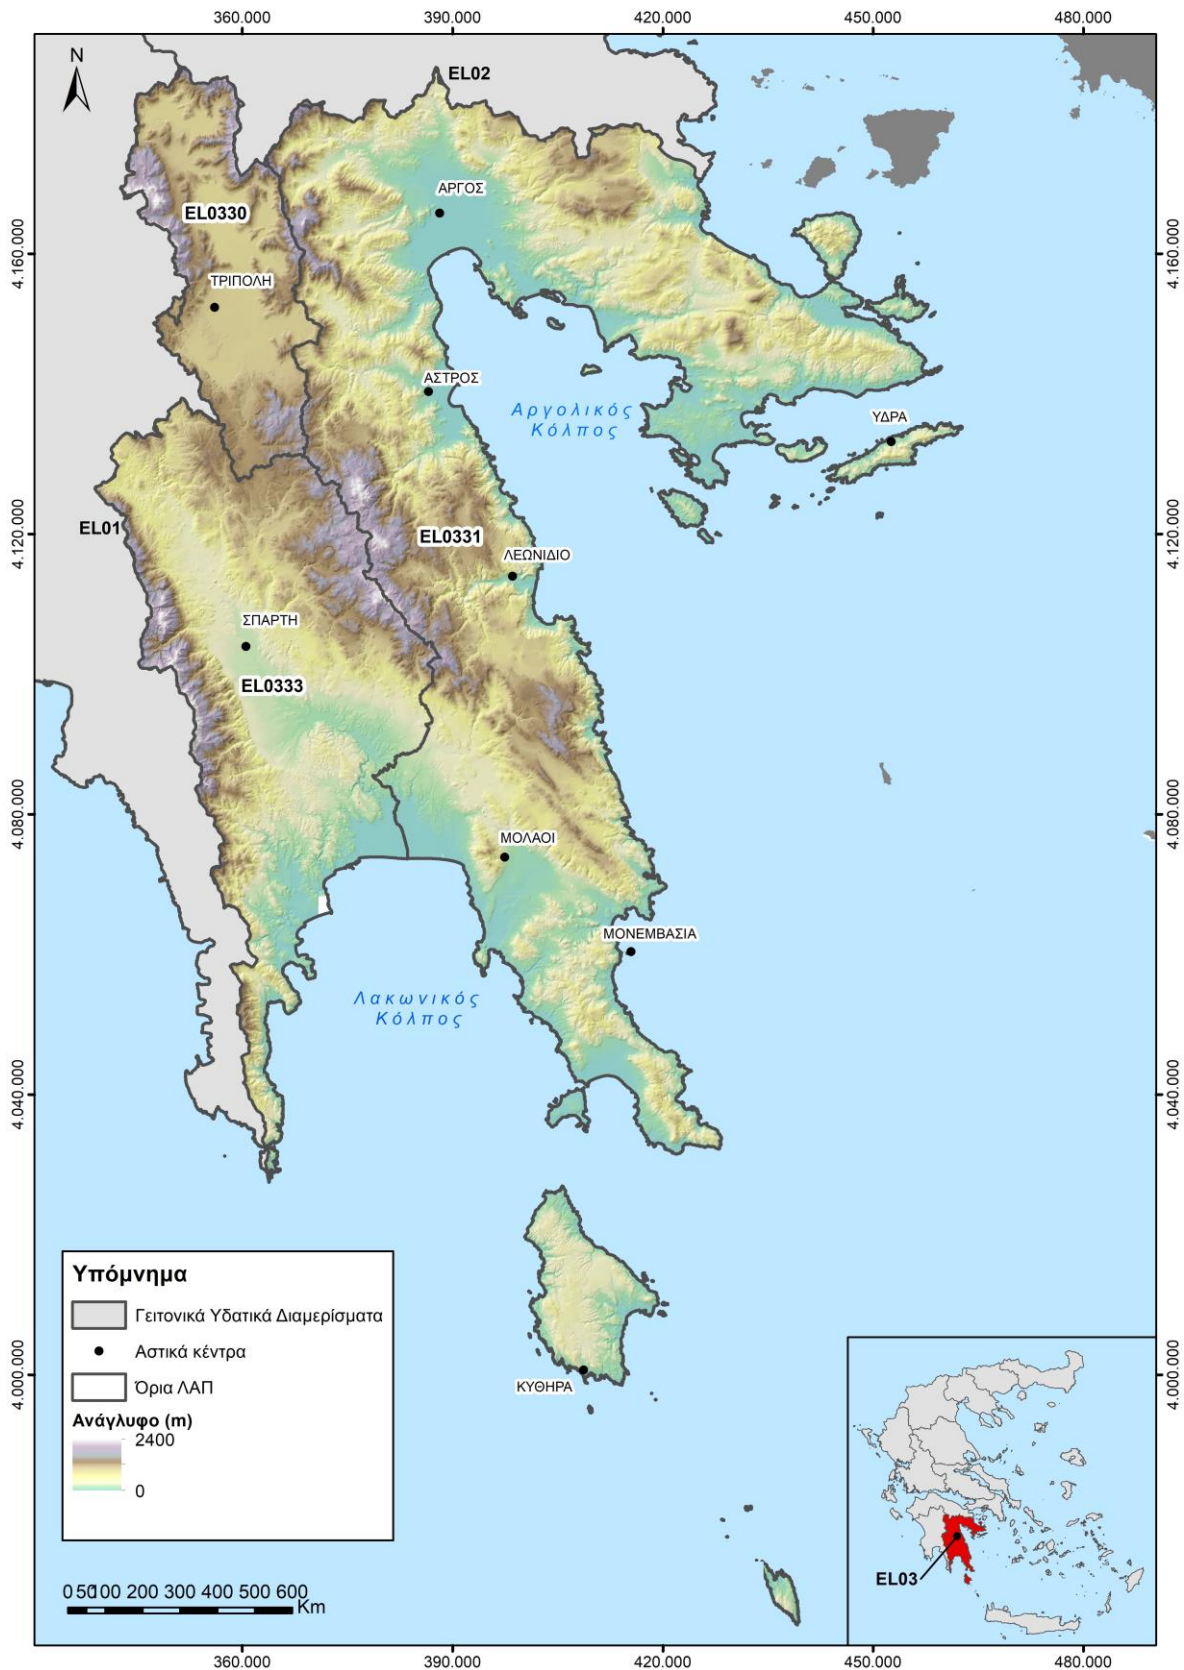 360.000 390.000 420.000 450.000 480.000
N
EL02
EL0330
ΑΡΓΟΣ
4.160.000 4.160.000
ΤΡΙΠΟΛΗ
ΑΣΤΡΟΣ
Αργολικός
Κόλπος
ΥΔΡΑ
EL01
4.120.000 4.120.000
EL0331
ΛΕΩΝΙΔΙΟ
ΣΠΑΡΤΗ
EL0333
4.080.000 4.080.000
ΜΟΛΑΟΙ
ΜΟΝΕΜΒΑΣΙΑ
Λακωνικός
Κόλπος
4.040.000 4.040.000
Υπόμνημα
Γειτονικά Υδατικά Διαμερίσματα
Αστικά κέντρα
Όρια ΛΑΠ
Ανάγλυφο (m)
2400
0
4.000.000 4.000.000
ΚΥΘΗΡΑ
EL03
0 50 100 200 300 400 500 600
Km
360.000 390.000 420.000 450.000 480.000